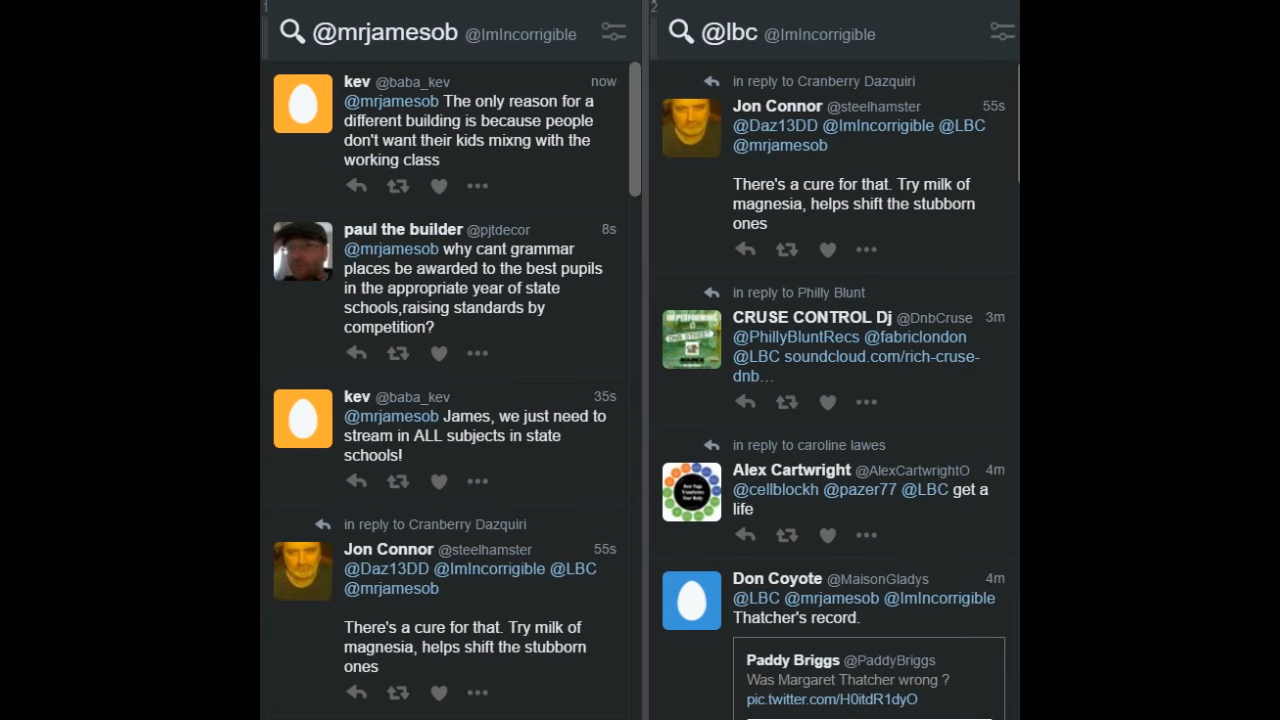 1
@mrjamesob @ImIncorrigible
kev @baba_kev now
@mrjamesob The only reason for a
different building is because people
don't want their kids mixng with the
working class
paul the builder @pjtdecor 8s
@mrjamesob why cant grammar
places be awarded to the best pupils
in the appropriate year of state
schools,raising standards by
competition?
kev @baba_kev 35s
@mrjamesob James, we just need to
stream in ALL subjects in state
schools!
in reply to Cranberry Dazquiri
Jon Connor @steelhamster 55s
@Daz13DD @ImIncorrigible @LBC
@mrjamesob
There's a cure for that. Try milk of
magnesia, helps shift the stubborn
ones
2
@lbc @ImIncorrigible
in reply to Cranberry Dazquiri
Jon Connor @steelhamster 55s
@Daz13DD @ImIncorrigible @LBC
@mrjamesob
There's a cure for that. Try milk of
magnesia, helps shift the stubborn
ones
in reply to Philly Blunt
CRUSE CONTROL Dj @DnbCruse 3m
@PhillyBluntRecs @fabriclondon
@LBC soundcloud.com/rich-cruse-
dnb…
in reply to caroline lawes
Alex Cartwright @AlexCartwrightO 4m
@cellblockh @pazer77 @LBC get a
life
Don Coyote @MaisonGladys 4m
@LBC @mrjamesob @ImIncorrigible
Thatcher's record.
Paddy Briggs @PaddyBriggs
Was Margaret Thatcher wrong ?
pic.twitter.com/H0itdR1dyO